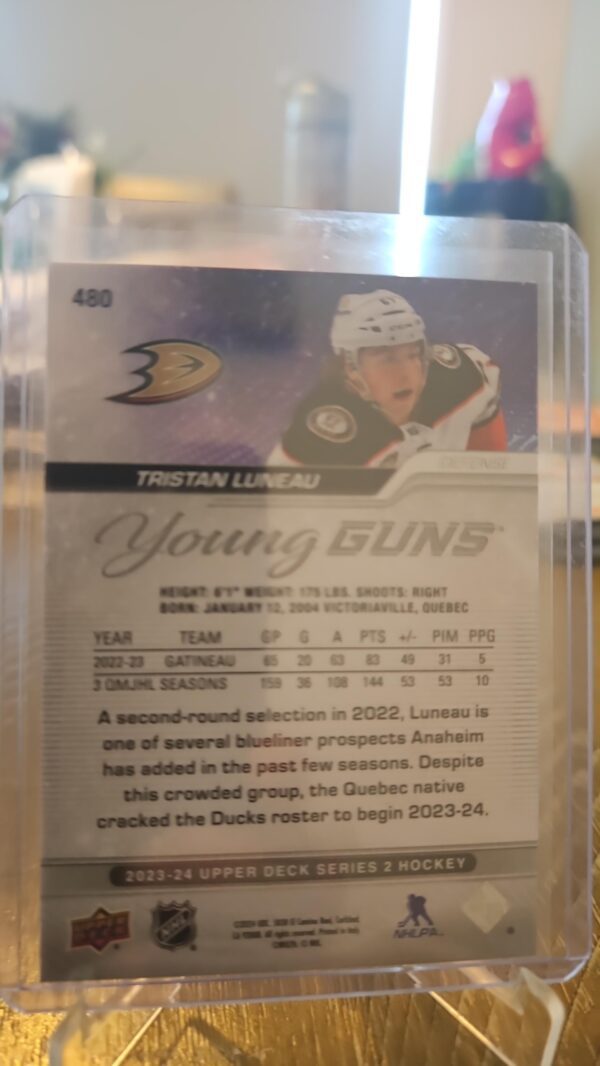 480
TRISTAN LUNEAU
DEFENSE
Young GUNS
HEIGHT: 6'1" WEIGHT: 175 LBS. SHOOTS: RIGHT
BORN: JANUARY 12, 2004 VICTORIAVILLE, QUEBEC
YEAR TEAM GP G A PTS +/- PIM PPG
2022-23 GATINEAU 65 20 63 83 49 31 5
3 QMJHL SEASONS 159 36 108 144 53 53 10
A second-round selection in 2022, Luneau is
one of several blueliner prospects Anaheim
has added in the past few seasons. Despite
this crowded group, the Quebec native
cracked the Ducks roster to begin 2023-24.
2023-24 UPPER DECK SERIES 2 HOCKEY
NHL
NHLPA